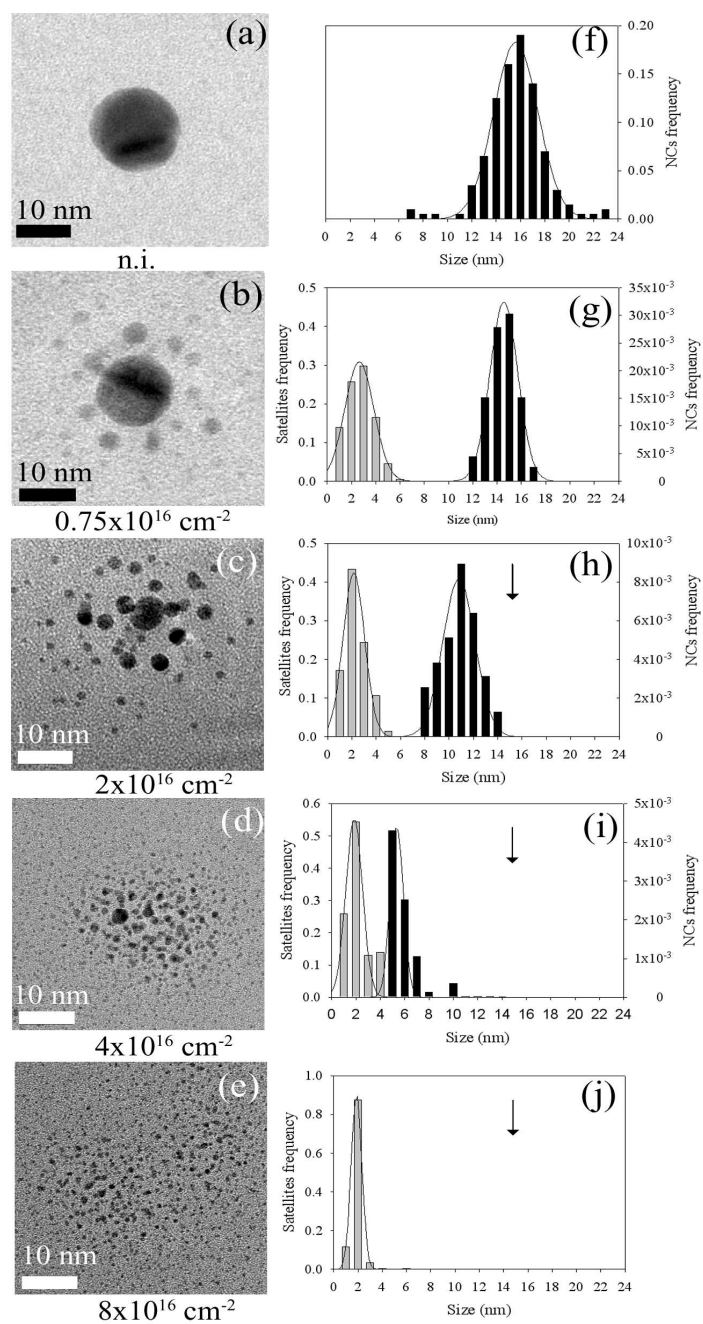 (a)
10 nm
n.i.
(f)
0.20
0.15
0.10
0.05
0.00
NCs frequency
0 2 4 6 8 10 12 14 16 18 20 22 24
Size (nm)
(b)
10 nm
0.75x10¹⁶ cm⁻²
(g)
0.5
0.4
0.3
0.2
0.1
0.0
Satellites frequency
35x10⁻³
30x10⁻³
25x10⁻³
20x10⁻³
15x10⁻³
10x10⁻³
5x10⁻³
0
NCs frequency
0 2 4 6 8 10 12 14 16 18 20 22 24
Size (nm)
(c)
10 nm
2x10¹⁶ cm⁻²
(h)
0.5
0.4
0.3
0.2
0.1
0.0
Satellites frequency
10x10⁻³
8x10⁻³
6x10⁻³
4x10⁻³
2x10⁻³
0
NCs frequency
0 2 4 6 8 10 12 14 16 18 20 22 24
Size (nm)
(d)
10 nm
4x10¹⁶ cm⁻²
(i)
0.6
0.5
0.4
0.3
0.2
0.1
0.0
Satellites frequency
5x10⁻³
4x10⁻³
3x10⁻³
2x10⁻³
1x10⁻³
0
NCs frequency
0 2 4 6 8 10 12 14 16 18 20 22 24
Size (nm)
(e)
10 nm
8x10¹⁶ cm⁻²
(j)
1.0
0.8
0.6
0.4
0.2
0.0
Satellites frequency
0 2 4 6 8 10 12 14 16 18 20 22 24
Size (nm)